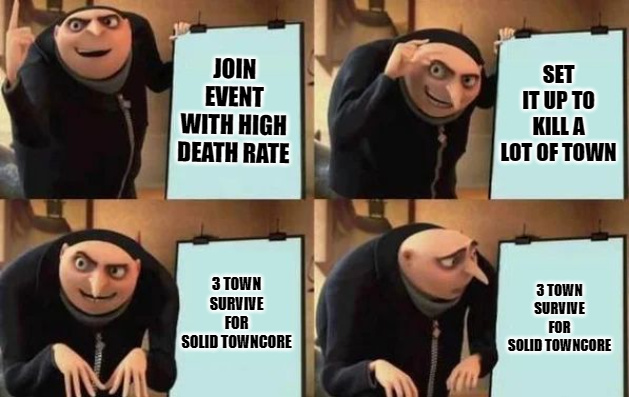 JOIN
EVENT
WITH HIGH
DEATH RATE
SET
IT UP TO
KILL A
LOT OF TOWN
3 TOWN
SURVIVE
FOR
SOLID TOWNCORE
3 TOWN
SURVIVE
FOR
SOLID TOWNCORE